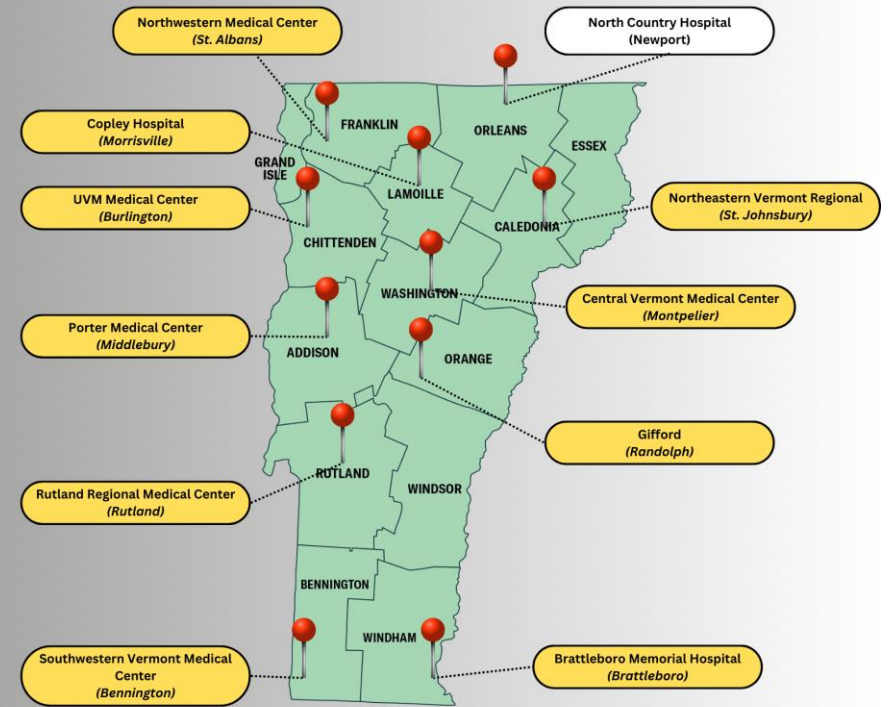 Northwestern Medical Center
(St. Albans)
North Country Hospital
(Newport)
Copley Hospital
(Morrisville)
UVM Medical Center
(Burlington)
Northeastern Vermont Regional
(St. Johnsbury)
Central Vermont Medical Center
(Montpelier)
Porter Medical Center
(Middlebury)
Gifford
(Randolph)
Rutland Regional Medical Center
(Rutland)
Southwestern Vermont Medical
Center
(Bennington)
Brattleboro Memorial Hospital
(Brattleboro)
FRANKLIN
ORLEANS
ESSEX
GRAND
ISLE
LAMOILLE
CALEDONIA
CHITTENDEN
WASHINGTON
ADDISON
ORANGE
RUTLAND
WINDSOR
BENNINGTON
WINDHAM